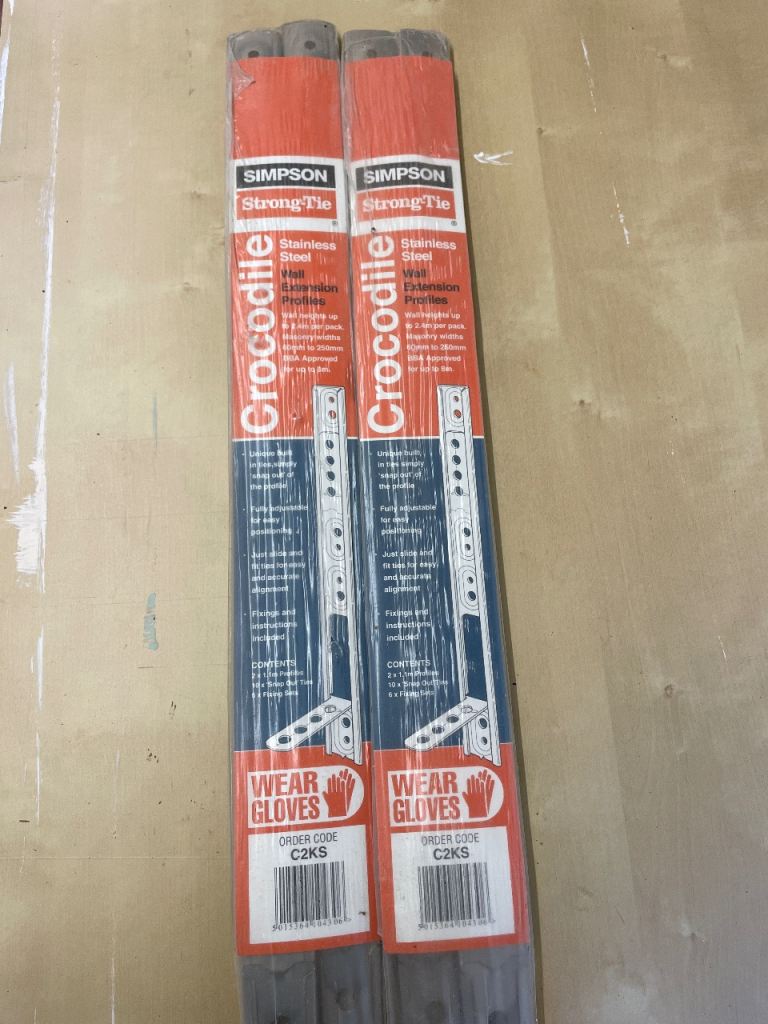 SIMPSON
Strong-Tie
®
Crocodile
Stainless
Steel
Wall
Extension
Profiles
Wall heights up
to 2.4m per pack.
Masonry widths
60mm to 250mm
BBA Approved
for up to 8m.
· Unique built
in ties, simply
'snap out' of
the profile
· Fully adjustable
for easy
positioning
· Just slide and
fit ties for easy
and accurate
alignment
· Fixings and
instructions
included
CONTENTS
2 x 1.1m Profiles
10 x 'Snap Out' Ties
6 x Fixing Sets
WEAR
GLOVES
ORDER CODE
C2KS
5015364 104306
SIMPSON
Strong-Tie
®
Crocodile
Stainless
Steel
Wall
Extension
Profiles
Wall heights up
to 2.4m per pack.
Masonry widths
60mm to 250mm
BBA Approved
for up to 8m.
· Unique built
in ties simply
'snap out' of
the profile
· Fully adjustable
for easy
positioning
· Just slide and
fit ties for easy
and accurate
alignment
Fixings and
instructions
included
CONTENTS
2 x 1.1m Profiles
10 x 'Snap Out' Ties
6 x Fixing Sets
WEAR
GLOVES
ORDER CODE
C2KS
5015364 104306